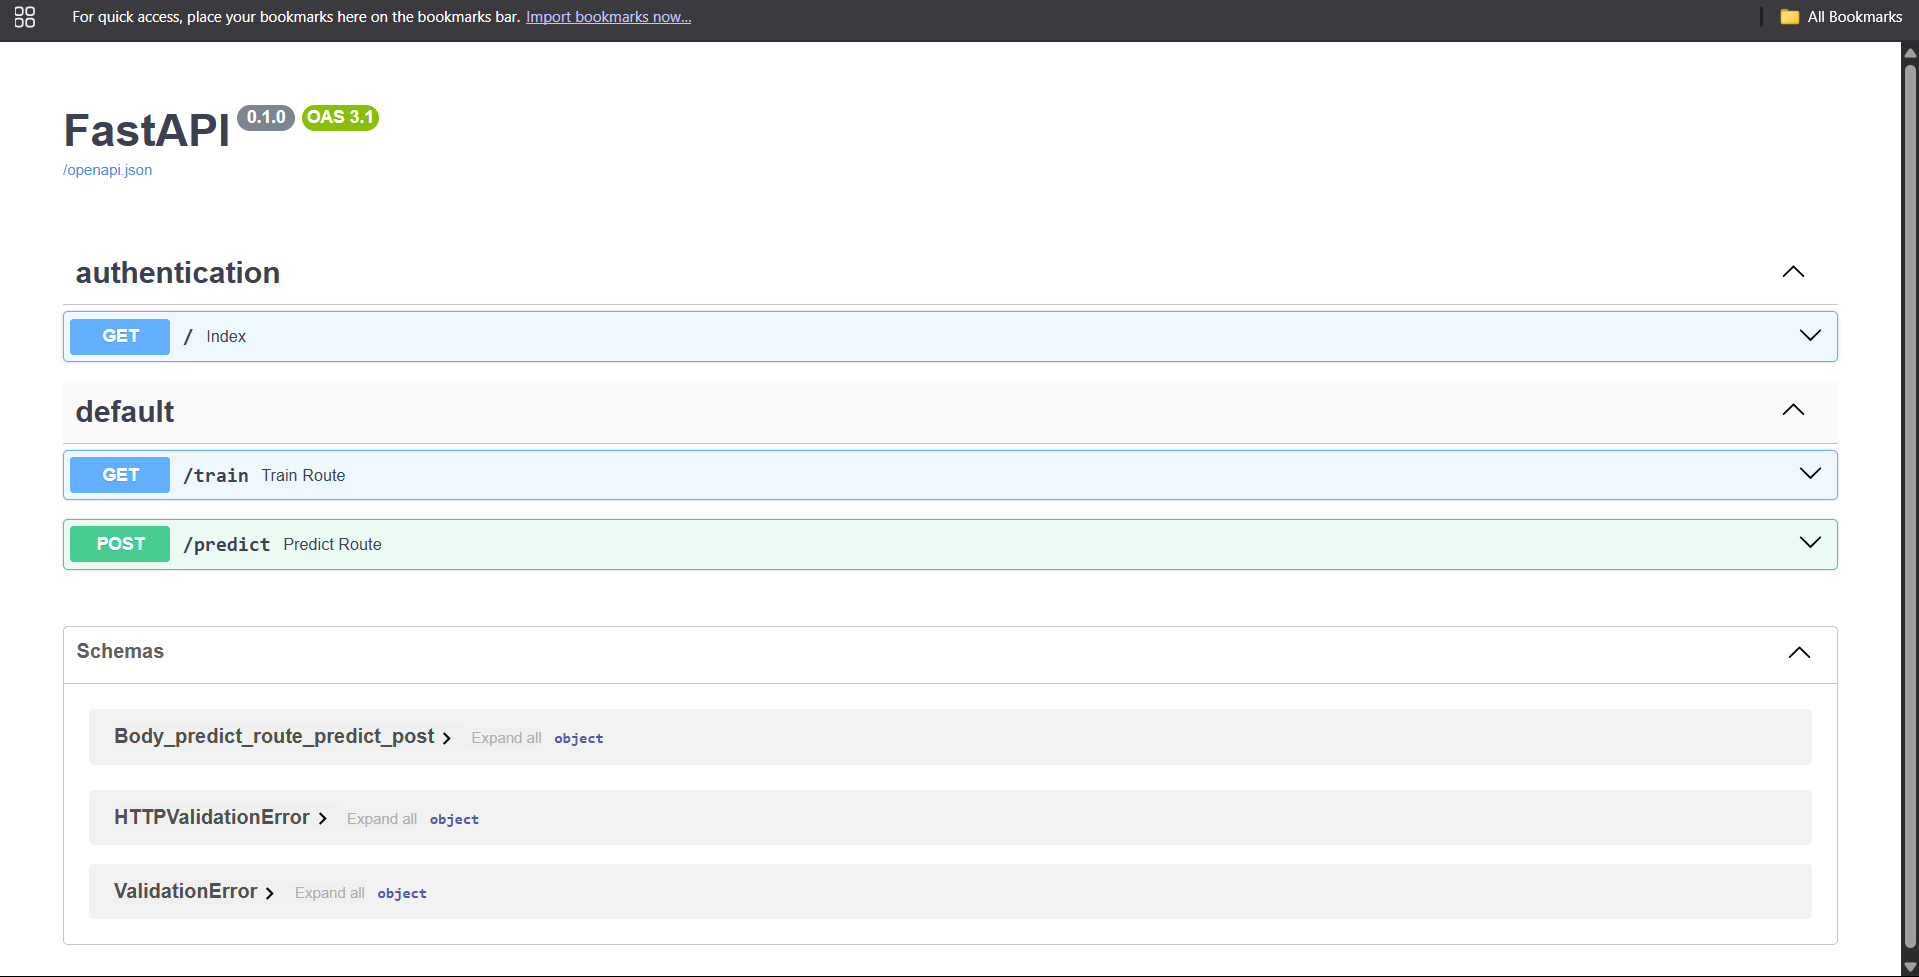 For quick access, place your bookmarks here on the bookmarks bar. Import bookmarks now...
All Bookmarks
FastAPI 0.1.0 OAS 3.1
/openapi.json
authentication
GET / Index
default
GET /train Train Route
POST /predict Predict Route
Schemas
Body_predict_route_predict_post Expand all object
HTTPValidationError Expand all object
ValidationError Expand all object